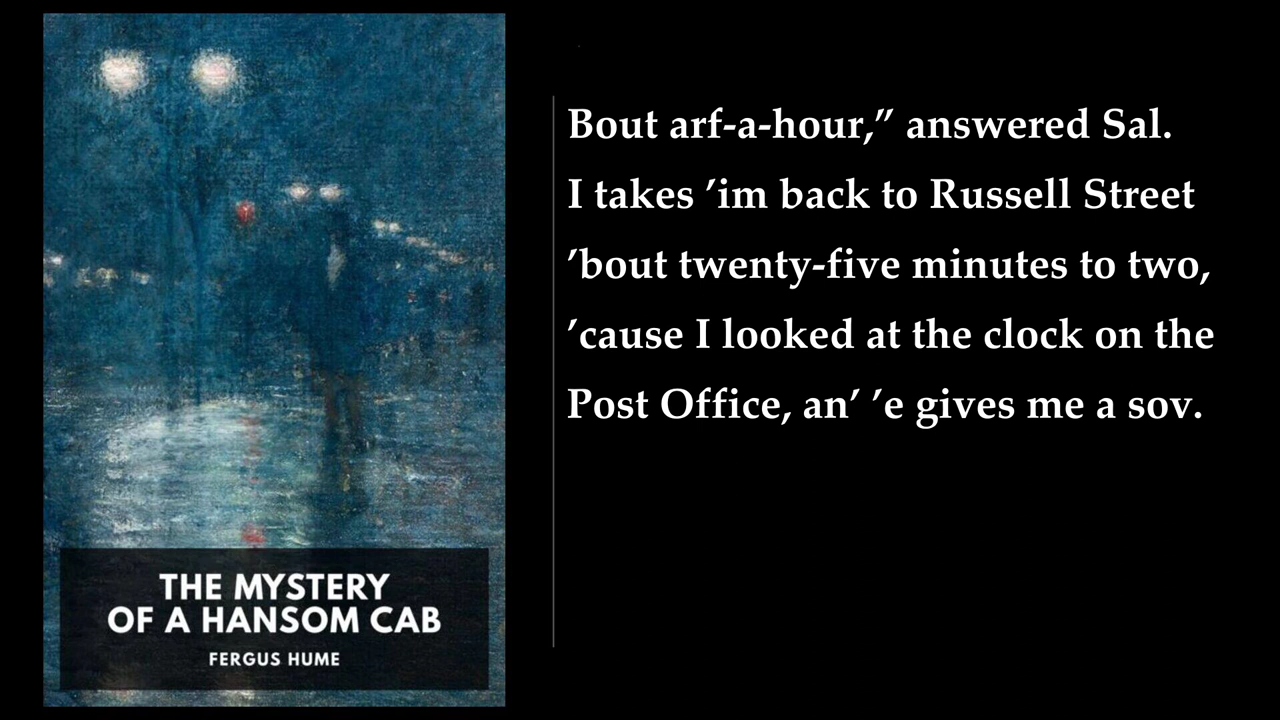 Bout arf-a-hour,” answered Sal.
I takes ’im back to Russell Street
’bout twenty-five minutes to two,
’cause I looked at the clock on the
Post Office, an’ ’e gives me a sov.
THE MYSTERY
OF A HANSOM CAB
FERGUS HUME